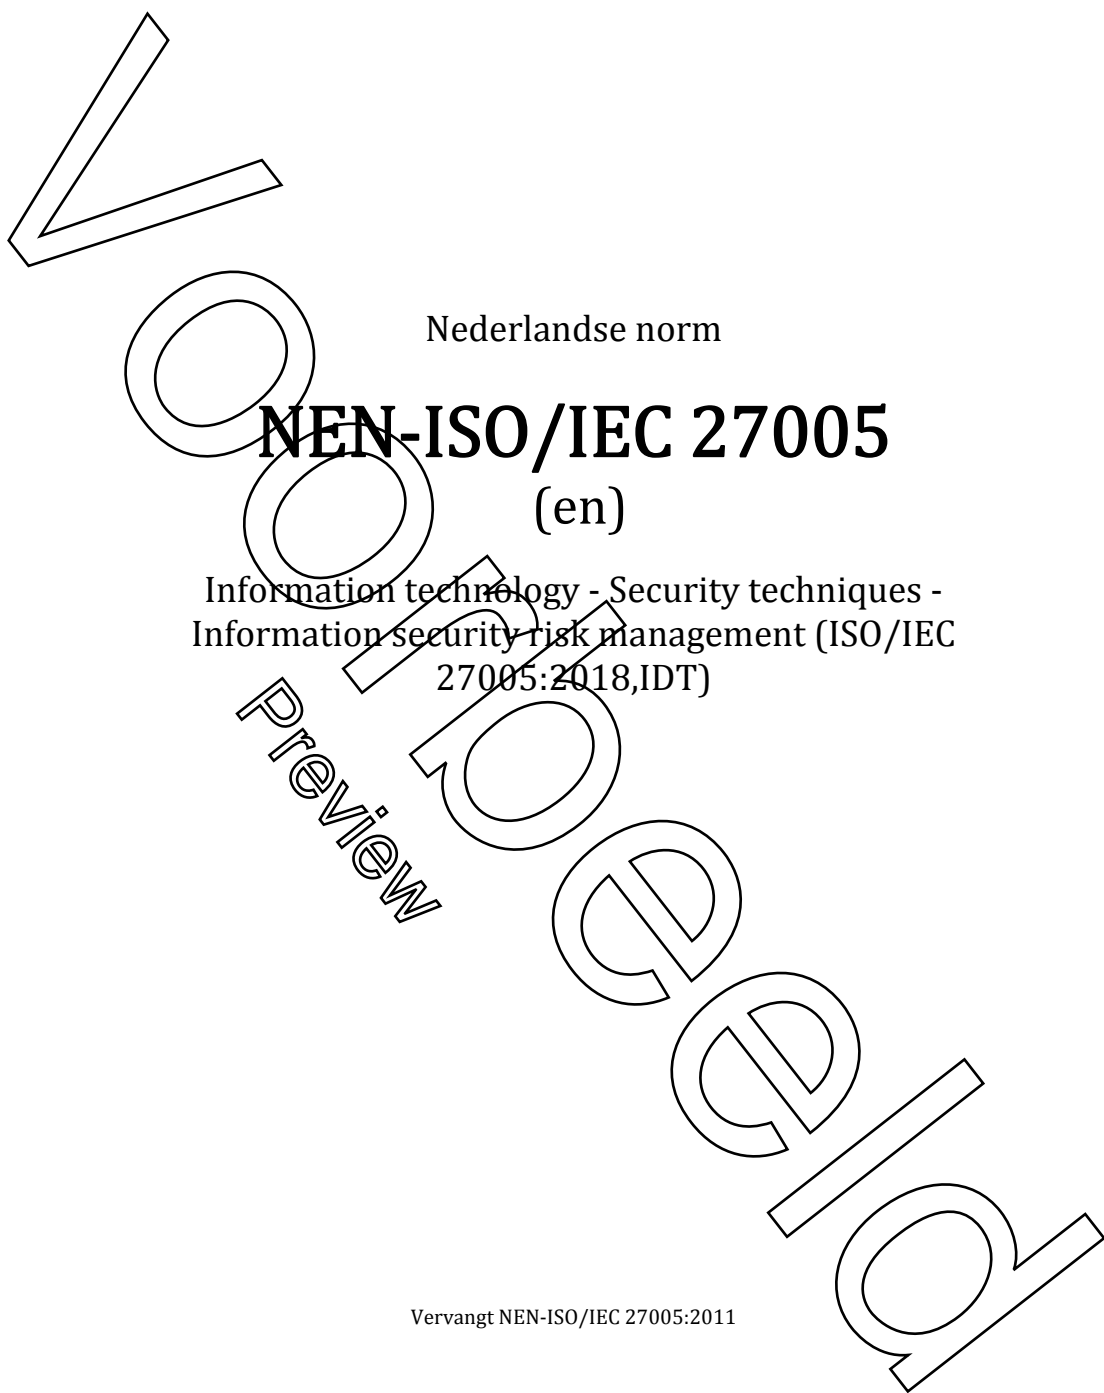 Nederlandse norm
NEN-ISO/IEC 27005
(en)
Information technology - Security techniques -
Information security risk management (ISO/IEC
27005:2018,IDT)
Voorbeeld
Preview
Vervangt NEN-ISO/IEC 27005:2011